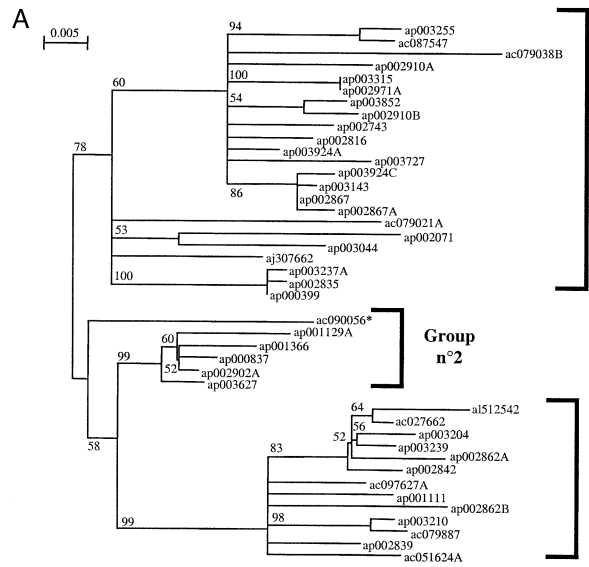 A
0.005
94
ap003255
ac087547
ac079038B
ap002910A
100
ap003315
ap002971A
60
54
ap003852
ap002910B
ap002743
ap002816
ap003924A
ap003727
ap003924C
ap003143
86
ap002867
ap002867A
78
ac079021A
53
ap002071
ap003044
aj307662
ap003237A
100
ap002835
ap000399
ac090056*
ap001129A
60
ap001366
99
ap000837
52
ap002902A
ap003627
Group
n°2
58
64
al512542
ac027662
56
ap003204
52
ap003239
83
ap002862A
ap002842
ac097627A
ap001111
ap002862B
98
ap003210
99
ac079887
ap002839
ac051624A